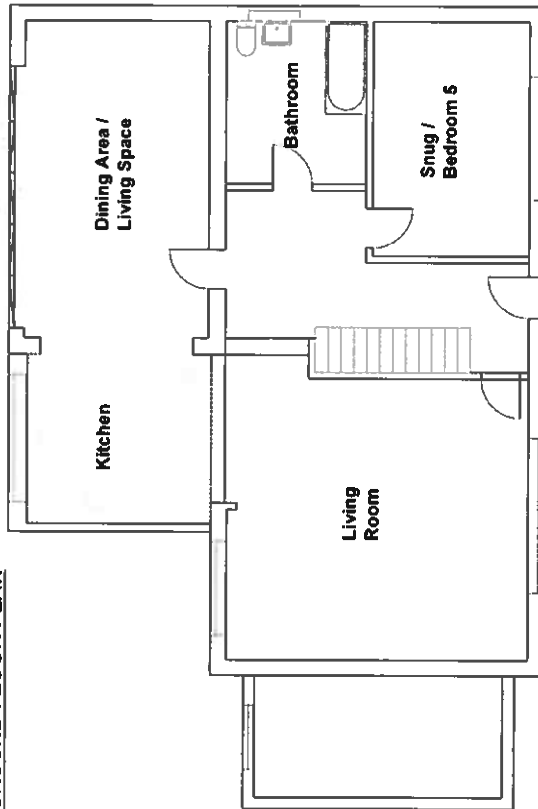 Kitchen
Dining Area /
Living Space
Bathroom
Living
Room
Snug /
Bedroom 5